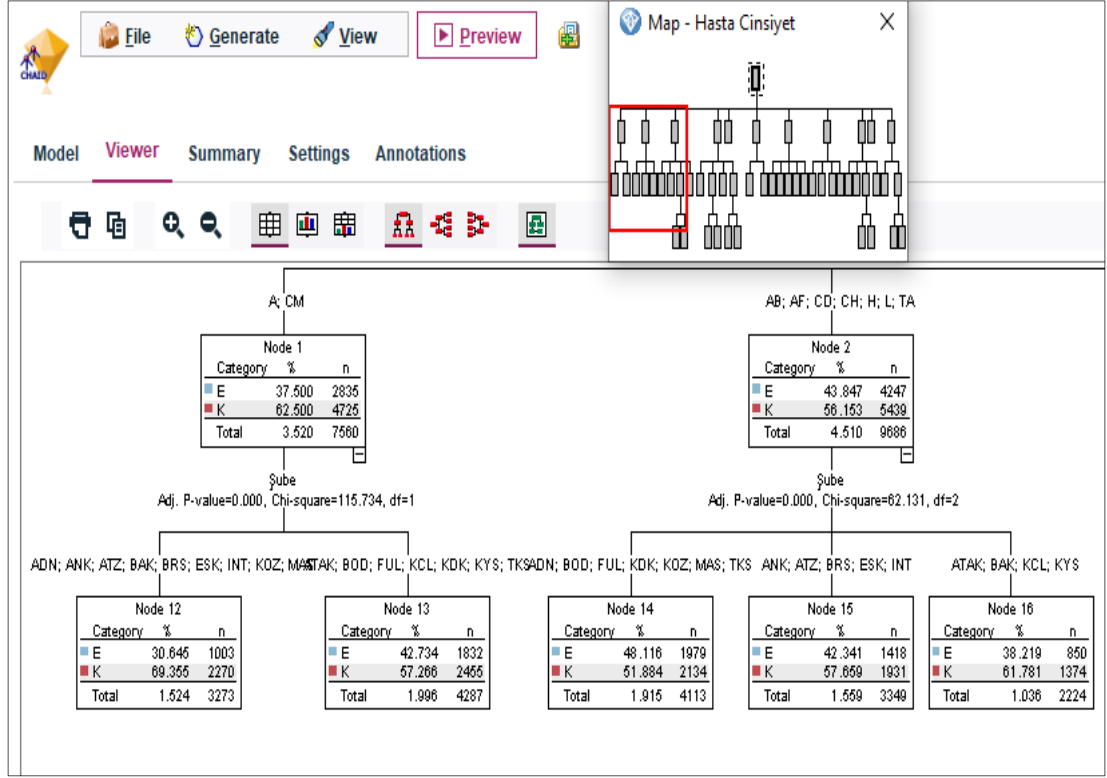 CHAID
File Generate View Preview
Map - Hasta Cinsiyet
Model Viewer Summary Settings Annotations
A; CM
AB; AF; CD; CH; H; L; TA
Node 1
Category % n
E 37.500 2835
K 62.500 4725
Total 3.520 7560
Node 2
Category % n
E 43.847 4247
K 56.153 5439
Total 4.510 9686
Şube
Adj. P-value=0.000, Chi-square=115.734, df=1
Şube
Adj. P-value=0.000, Chi-square=62.131, df=2
ADN; ANK; ATZ; BAK; BRS; ESK; INT; KOZ; MAS
ATAK; BOD; FUL; KCL; KDK; KYS; TKS
ADN; BOD; FUL; KDK; KOZ; MAS; TKS
ANK; ATZ; BRS; ESK; INT
ATAK; BAK; KCL; KYS
Node 12
Category % n
E 30.645 1003
K 69.355 2270
Total 1.524 3273
Node 13
Category % n
E 42.734 1832
K 57.266 2455
Total 1.996 4287
Node 14
Category % n
E 48.116 1979
K 51.884 2134
Total 1.915 4113
Node 15
Category % n
E 42.341 1418
K 57.659 1931
Total 1.559 3349
Node 16
Category % n
E 38.219 850
K 61.781 1374
Total 1.036 2224